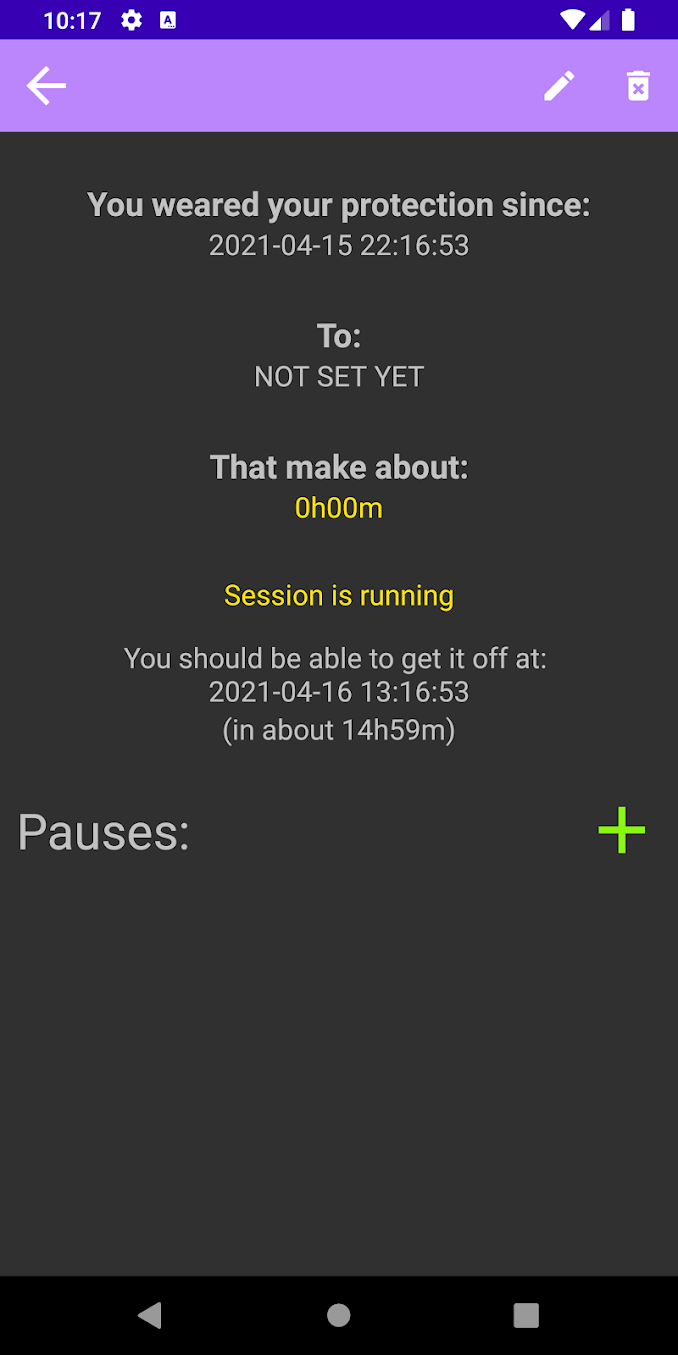 10:17
You weared your protection since:
2021-04-15 22:16:53
To:
NOT SET YET
That make about:
0h00m
Session is running
You should be able to get it off at:
2021-04-16 13:16:53
(in about 14h59m)
Pauses: